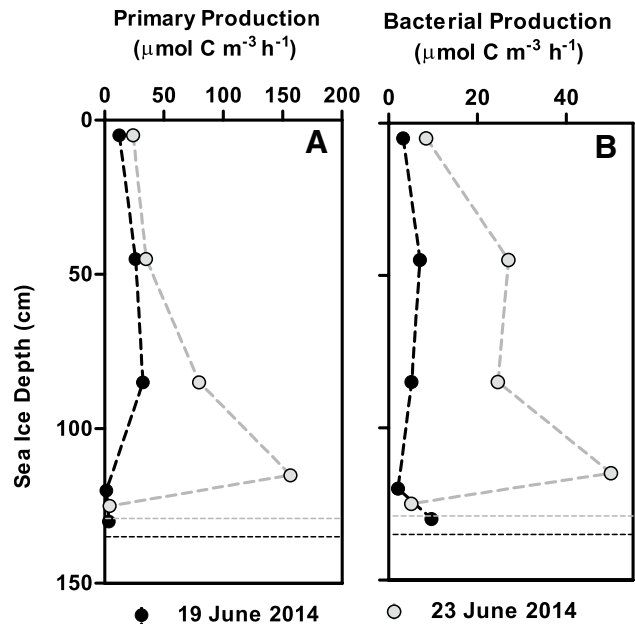 Primary Production
(μmol C m⁻³ h⁻¹)
Bacterial Production
(μmol C m⁻³ h⁻¹)
0 50 100 150 200
0 20 40
A
B
0
50
100
150
Sea Ice Depth (cm)
19 June 2014
23 June 2014